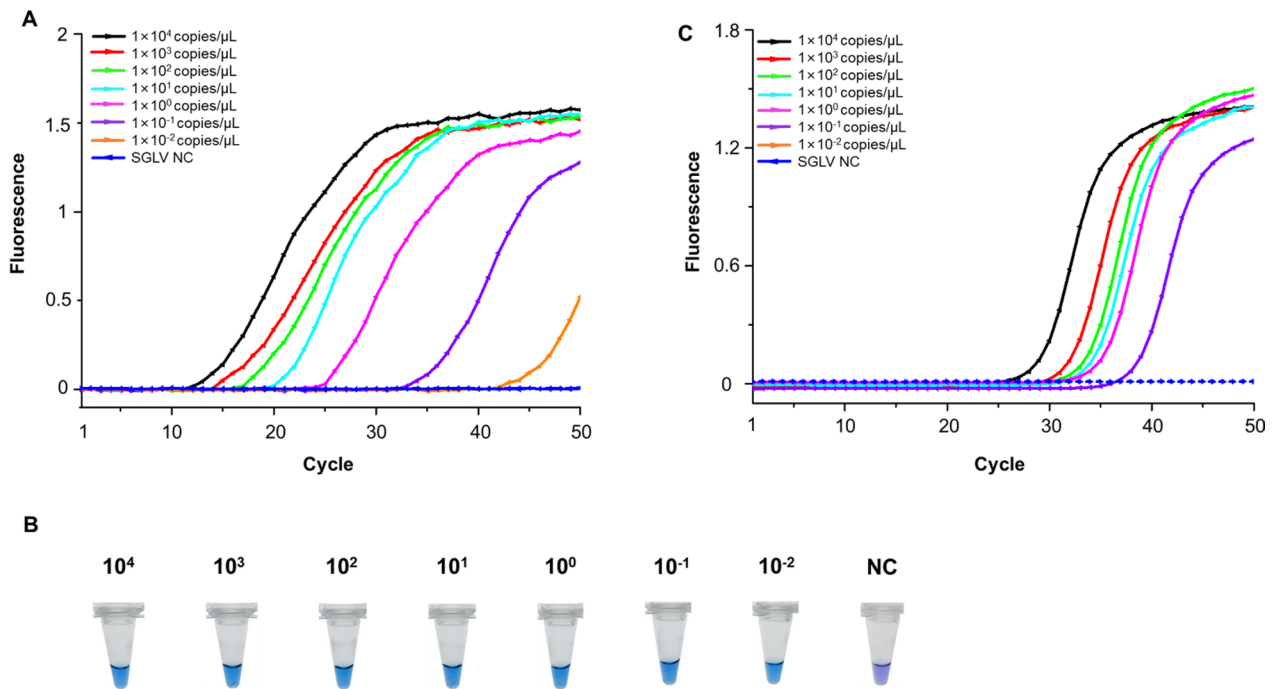 A
2
1.5
1
0.5
0
Fluorescence
1×10⁴ copies/µL
1×10³ copies/µL
1×10² copies/µL
1×10¹ copies/µL
1×10⁰ copies/µL
1×10⁻¹ copies/µL
1×10⁻² copies/µL
SGLV NC
1 10 20 30 40 50
Cycle
C
1.8
1.2
0.6
0
Fluorescence
1×10⁴ copies/µL
1×10³ copies/µL
1×10² copies/µL
1×10¹ copies/µL
1×10⁰ copies/µL
1×10⁻¹ copies/µL
1×10⁻² copies/µL
SGLV NC
1 10 20 30 40 50
Cycle
B
10⁴ 10³ 10² 10¹ 10⁰ 10⁻¹ 10⁻² NC